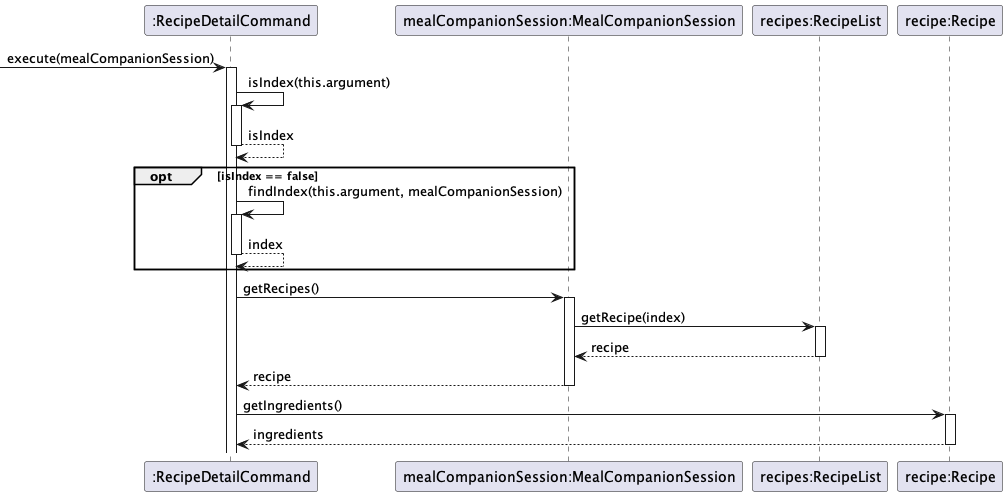 :RecipeDetailCommand
mealCompanionSession:MealCompanionSession
recipes:RecipeList
recipe:Recipe
execute(mealCompanionSession)
isIndex(this.argument)
isIndex
opt
[isIndex == false]
findIndex(this.argument, mealCompanionSession)
index
getRecipes()
getRecipe(index)
recipe
recipe
getIngredients()
ingredients
:RecipeDetailCommand
mealCompanionSession:MealCompanionSession
recipes:RecipeList
recipe:Recipe